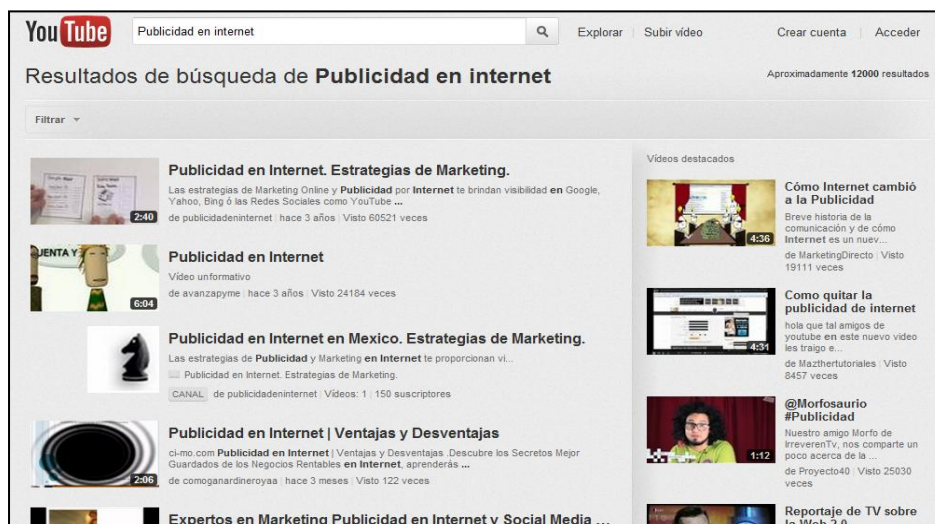 YouTube
Publicidad en internet
Explorar | Subir vídeo
Crear cuenta | Acceder
Resultados de búsqueda de Publicidad en internet
Aproximadamente 12000 resultados
Filtrar
2:40
Publicidad en Internet. Estrategias de Marketing.
Las estrategias de Marketing Online y Publicidad por Internet te brindan visibilidad en Google,
Yahoo, Bing ó las Redes Sociales como YouTube ...
de publicidadeninternet | hace 3 años | Visto 60521 veces
UENTA Y
6:04
Publicidad en Internet
Vídeo unformativo
de avanzapyme | hace 3 años | Visto 24184 veces
Publicidad en Internet en Mexico. Estrategias de Marketing.
Las estrategias de Publicidad y Marketing en Internet te proporcionan vi...
Publicidad en Internet. Estrategias de Marketing.
CANAL de publicidadeninternet | Vídeos: 1 | 150 suscriptores
2:06
Publicidad en Internet | Ventajas y Desventajas
ci-mo.com Publicidad en Internet | Ventajas y Desventajas .Descubre los Secretos Mejor
Guardados de los Negocios Rentables en Internet, aprenderás ...
de comoganardineroyaa | hace 3 meses | Visto 122 veces
Expertos en Marketing Publicidad en Internet y Social Media ...
Vídeos destacados
4:36
Cómo Internet cambió
a la Publicidad
Breve historia de la
comunicación y de cómo
Internet es un nuev...
de MarketingDirecto | Visto
19111 veces
4:31
Como quitar la
publicidad de internet
hola que tal amigos de
youtube en este nuevo video
les traigo e...
de Mazthertutoriales | Visto
8457 veces
1:12
@Morfosaurio
#Publicidad
Nuestro amigo Morfo de
IrreverenTv, nos comparte un
poco acerca de la ...
de Proyecto40 | Visto 25030
veces
Reportaje de TV sobre
la Web 2.0